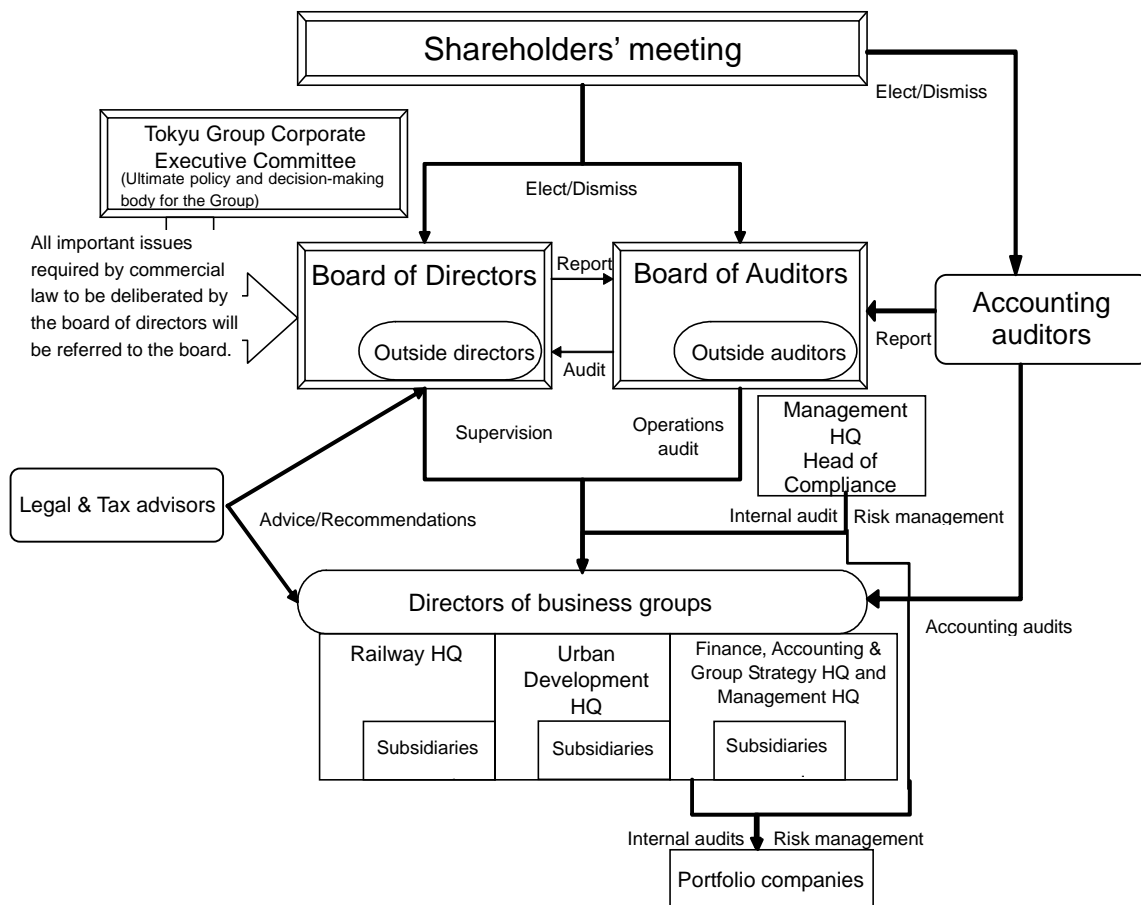 Shareholders' meeting
Elect/Dismiss
Tokyu Group Corporate
Executive Committee
(Ultimate policy and decision-making
body for the Group)
Elect/Dismiss
All important issues
required by commercial
law to be deliberated by
the board of directors will
be referred to the board.
Board of Directors
Outside directors
Report
Audit
Board of Auditors
Outside auditors
Report
Accounting
auditors
Supervision
Operations
audit
Management
HQ
Head of
Compliance
Legal & Tax advisors
Advice/Recommendations
Internal audit
Risk management
Directors of business groups
Accounting audits
Railway HQ
Subsidiaries
Urban
Development
HQ
Subsidiaries
Finance, Accounting &
Group Strategy HQ and
Management HQ
Subsidiaries
Internal audits
Risk management
Portfolio companies